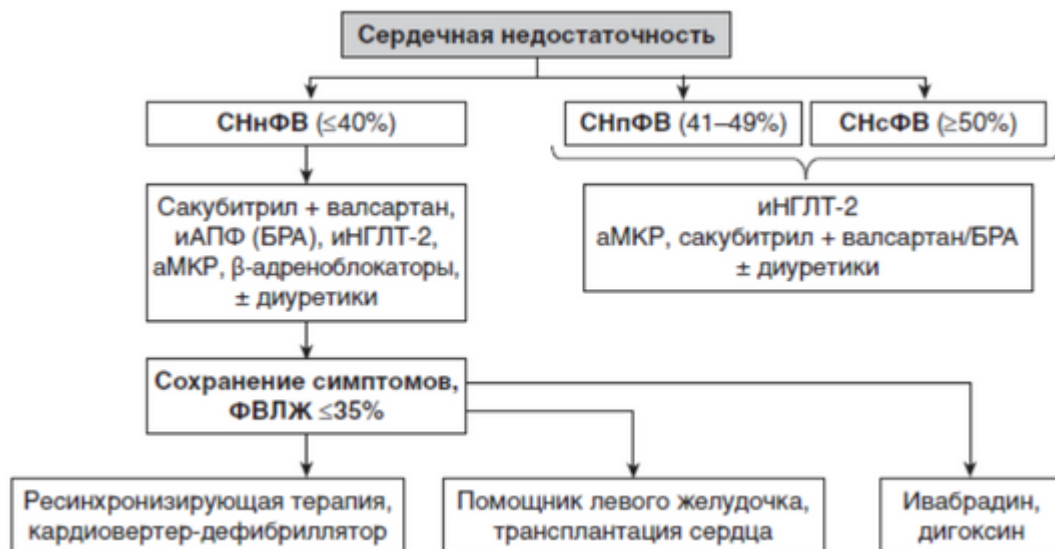 Сердечная недостаточность
СНнФВ (≤40%)
СНпФВ (41–49%)
СНсФВ (≥50%)
Сакубитрил + валсартан,
иАПФ (БРА), иНГЛТ-2,
аМКР, β-адреноблокаторы,
± диуретики
иНГЛТ-2
аМКР, сакубитрил + валсартан/БРА
± диуретики
Сохранение симптомов,
ФВЛЖ ≤35%
Ресинхронизирующая терапия,
кардиовертер-дефибриллятор
Помощник левого желудочка,
трансплантация сердца
Ивабрадин,
дигоксин